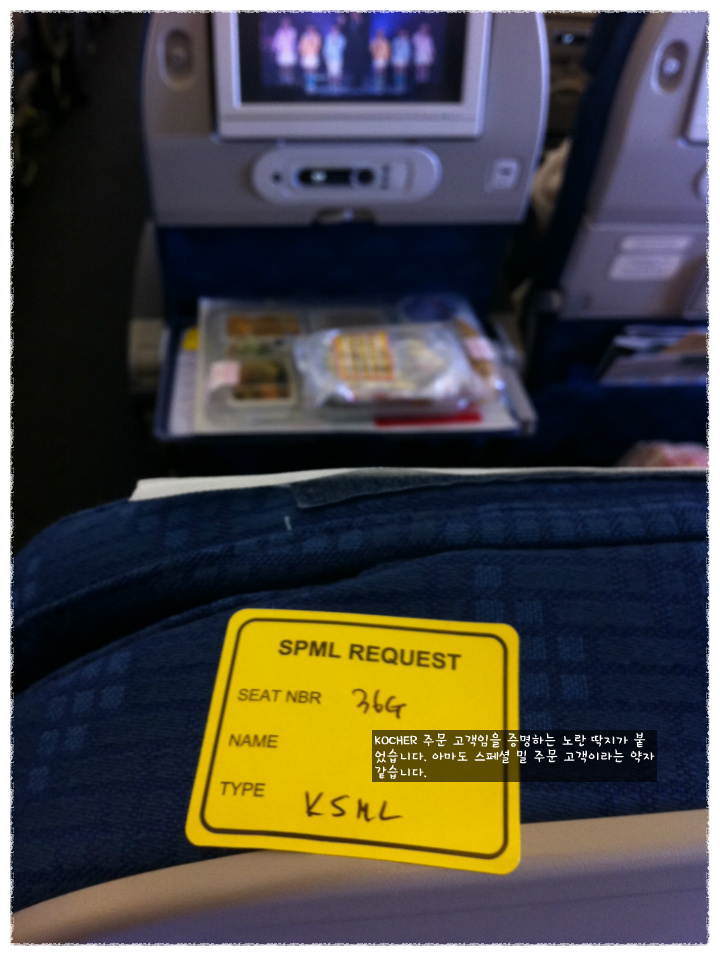 SPML REQUEST
SEAT NBR 36G
NAME
TYPE KSML
KOCHER 주문 고객임을 증명하는 노란 딱지가 붙
었습니다. 아마도 스페셜 밀 주문 고객이라는 약자
같습니다.